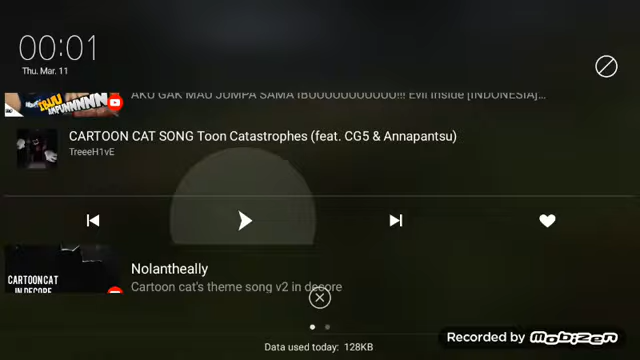 00:01
Thu. Mar. 11
AKU GAK MAU JUMPA SAMA IBUUUUUUUUUU!!! Evil Inside [INDONESIA]...
CARTOON CAT SONG Toon Catastrophes (feat. CG5 & Annapantsu)
TreeeH1vE
CARTOON CAT
IN DECORE
Nolantheally
Cartoon cat's theme song v2 in decore
Data used today: 128KB
Recorded by Mobizen